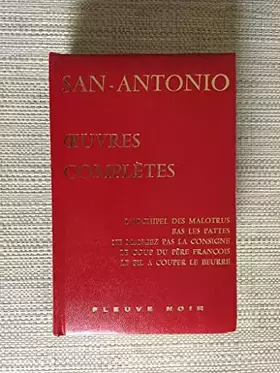 SAN-ANTONIO
ŒUVRES
COMPLÈTES
L'ARCHIPEL DES MALOTRUS
BAS LES PATTES
NE MANGEZ PAS LA CONSIGNE
LE COUP DU PÈRE FRANÇOIS
LE FIL A COUPER LE BEURRE
FLEUVE NOIR